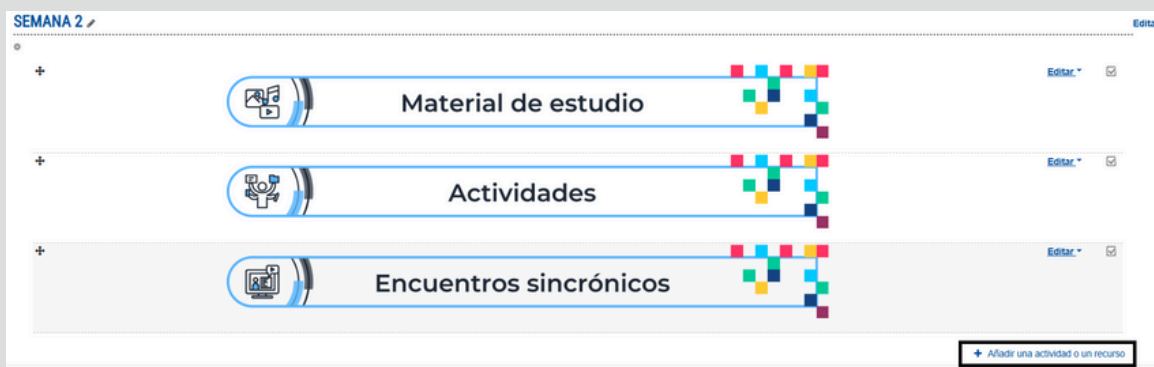 SEMANA 2
Edita
Editar
Material de estudio
Editar
Actividades
Editar
Encuentros sincrónicos
+ Añadir una actividad o un recurso